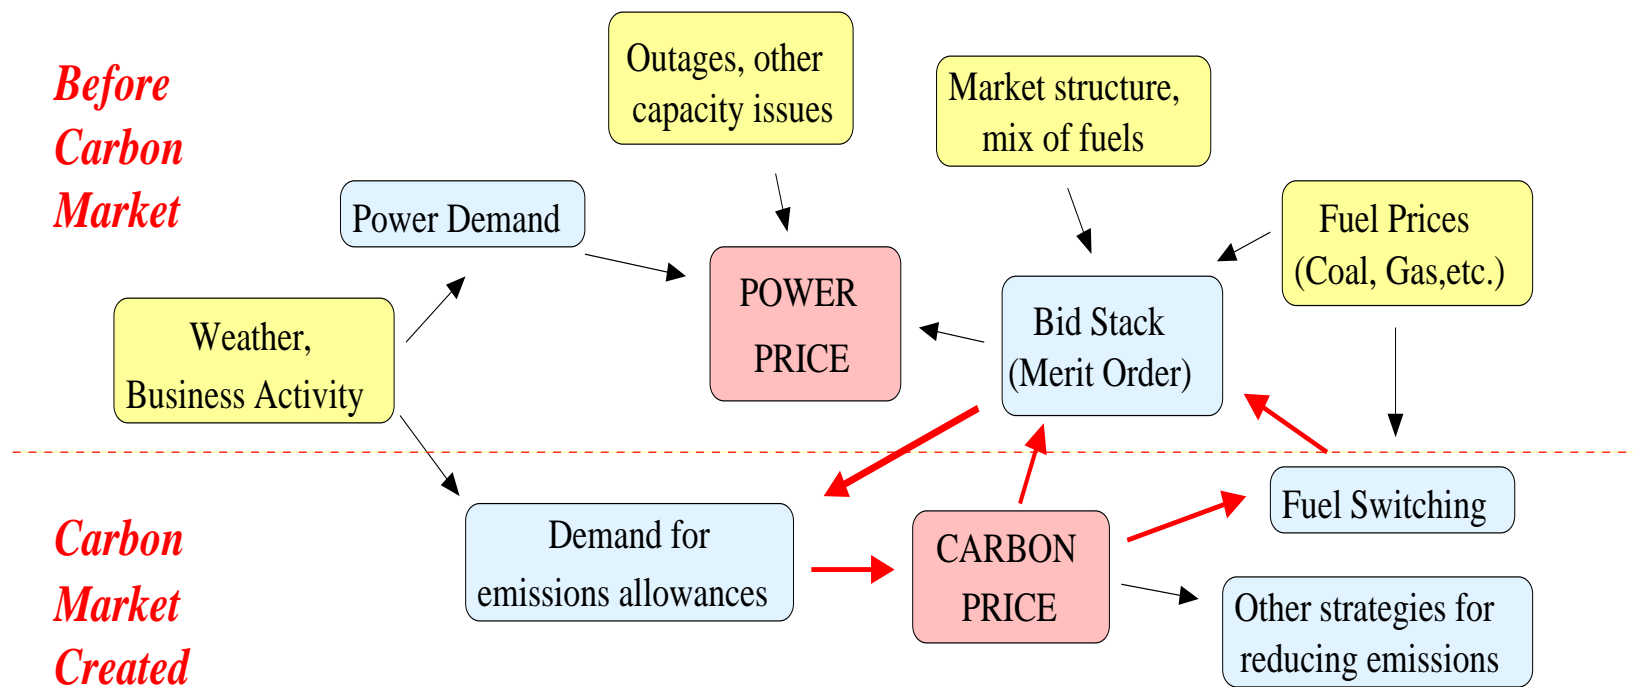 Before
Carbon
Market
Outages, other
capacity issues
Market structure,
mix of fuels
Power Demand
Fuel Prices
(Coal, Gas,etc.)
POWER
PRICE
Bid Stack
(Merit Order)
Weather,
Business Activity
Carbon
Market
Created
Demand for
emissions allowances
CARBON
PRICE
Fuel Switching
Other strategies for
reducing emissions